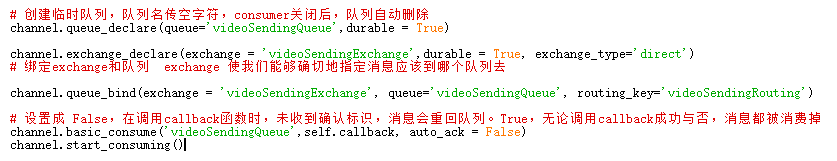 # 创建临时队列，队列名传空字符，consumer关闭后，队列自动删除
channel.queue_declare(queue='videoSendingQueue',durable = True)
channel.exchange_declare(exchange = 'videoSendingExchange',durable = True, exchange_type='direct')
# 绑定exchange和队列  exchange 使我们能够确切地指定消息应该到哪个队列去
channel.queue_bind(exchange = 'videoSendingExchange', queue='videoSendingQueue', routing_key='videoSendingRouting')
# 设置成 False，在调用callback函数时，未收到确认标识，消息会重回队列。True，无论调用callback成功与否，消息都被消费掉
channel.basic_consume('videoSendingQueue',self.callback, auto_ack = False)
channel.start_consuming()